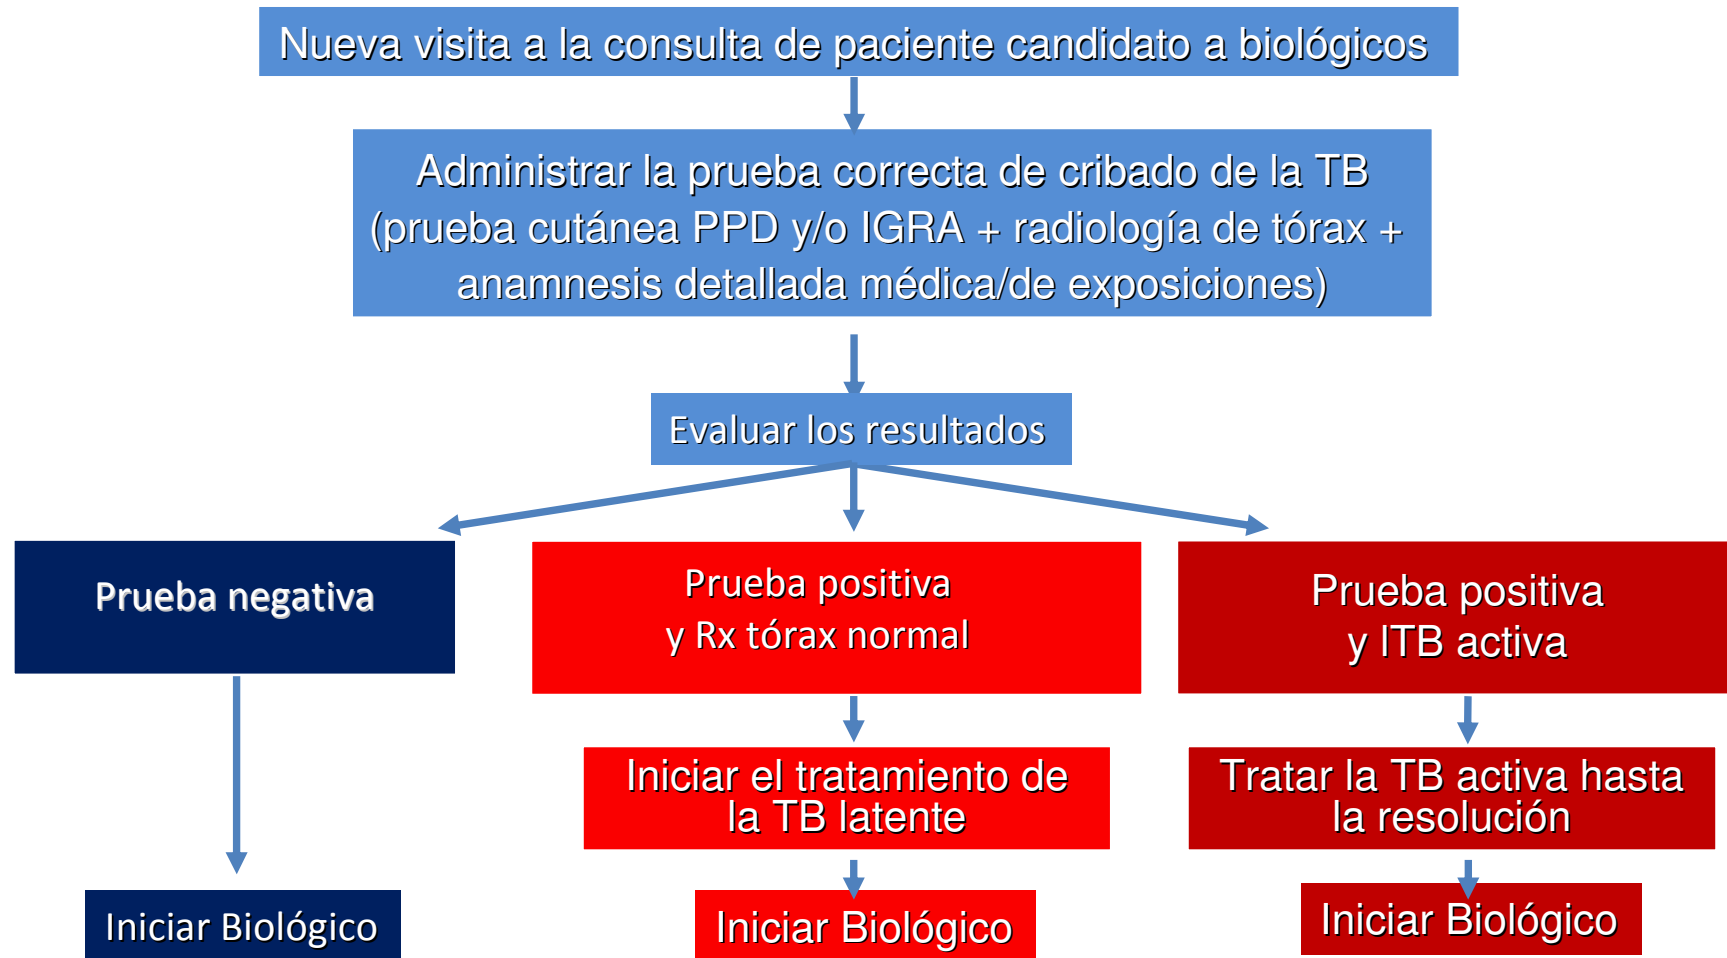 Nueva visita a la consulta de paciente candidato a biológicos
Administrar la prueba correcta de cribado de la TB
(prueba cutánea PPD y/o IGRA + radiología de tórax +
anamnesis detallada médica/de exposiciones)
Evaluar los resultados
Prueba negativa
Prueba positiva
y Rx tórax normal
Prueba positiva
y ITB activa
Iniciar el tratamiento de
la TB latente
Tratar la TB activa hasta
la resolución
Iniciar Biológico
Iniciar Biológico
Iniciar Biológico